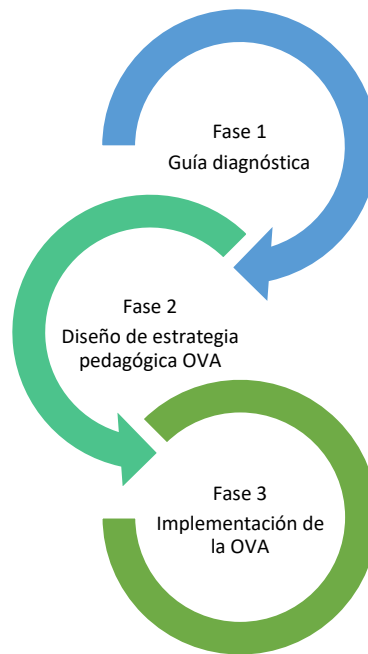 Fase 1
Guía diagnóstica
Fase 2
Diseño de estrategia
pedagógica OVA
Fase 3
Implementación de
la OVA